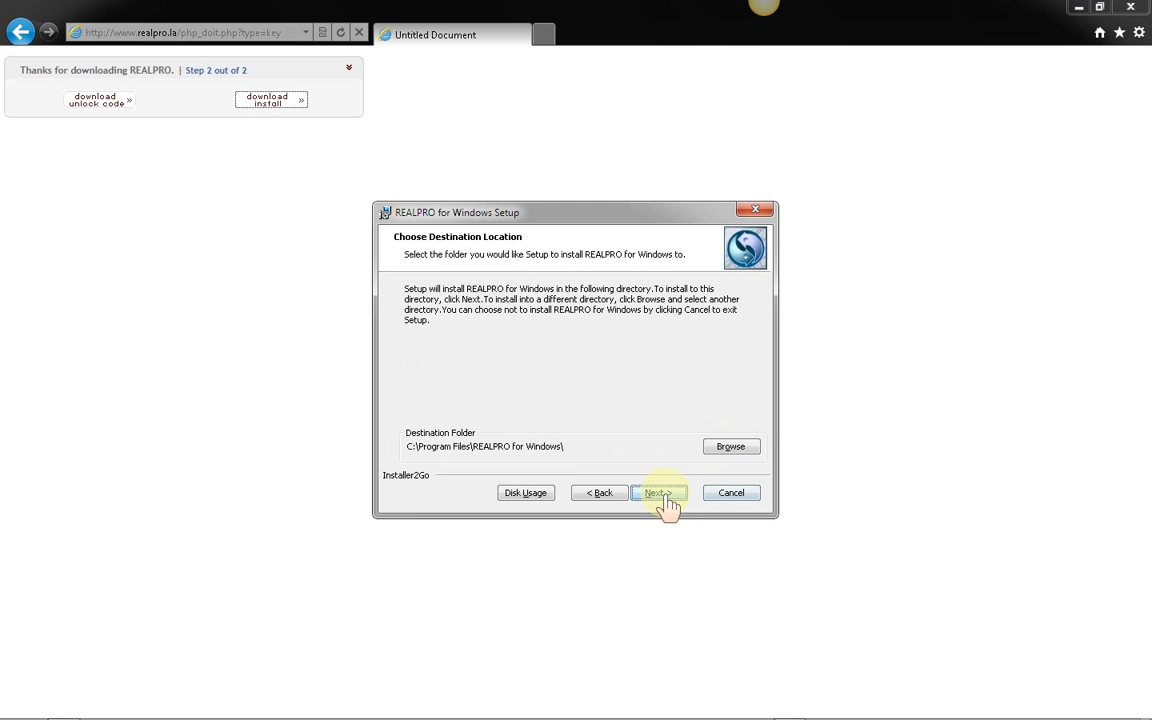 http://www.realpro.la/php_doit.php?type=key
Untitled Document
Thanks for downloading REALPRO. | Step 2 out of 2
download
unlock code »
download
install »
REALPRO for Windows Setup
Choose Destination Location
Select the folder you would like Setup to install REALPRO for Windows to.
Setup will install REALPRO for Windows in the following directory.To install to this
directory, click Next.To install into a different directory, click Browse and select another
directory.You can choose not to install REALPRO for Windows by clicking Cancel to exit
Setup.
Destination Folder
C:\Program Files\REALPRO for Windows\
Browse
Installer2Go
Disk Usage
< Back
Next >
Cancel